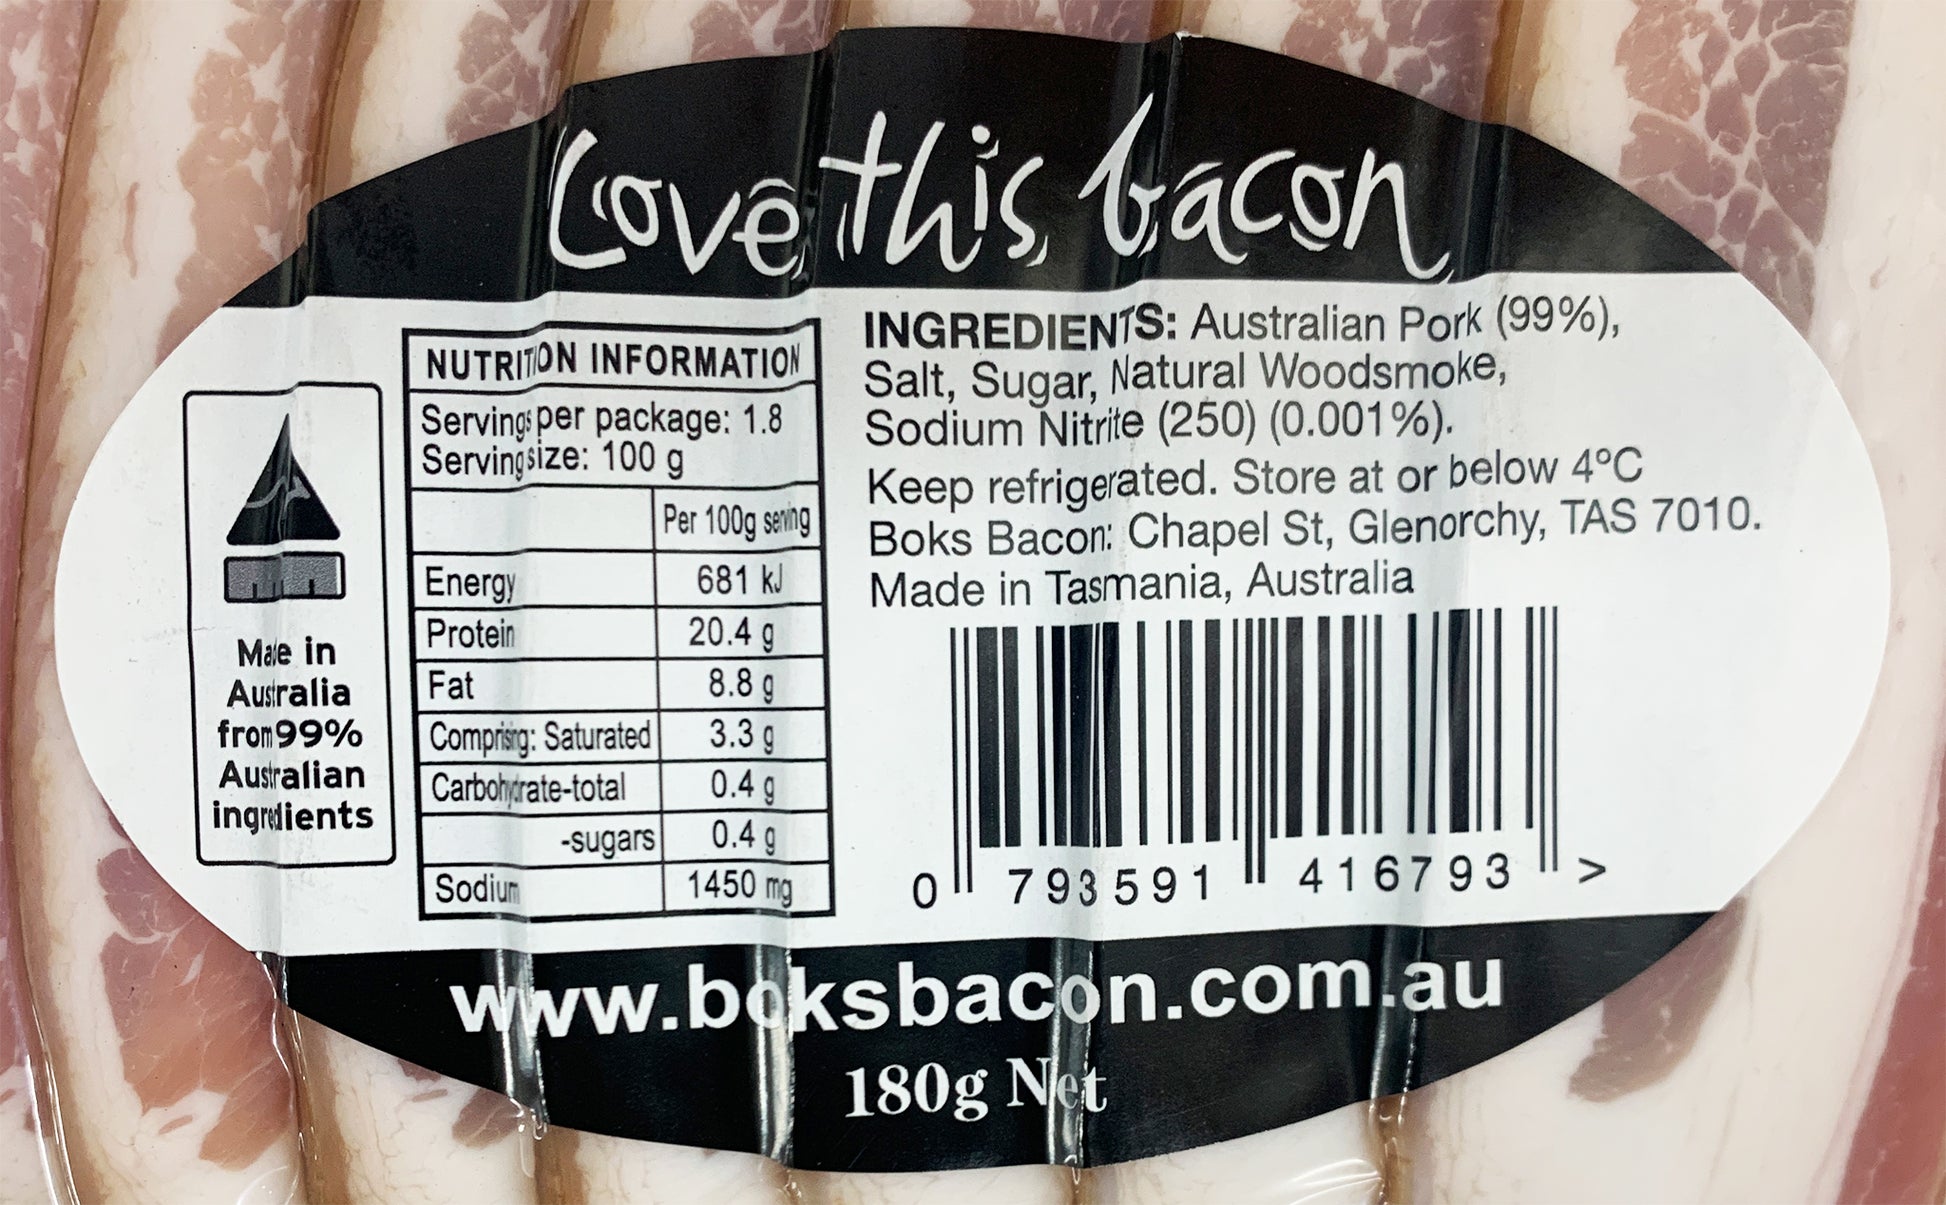 Love this bacon
Made in
Australia
from 99%
Australian
ingredients
NUTRITION INFORMATION
Servings per package: 1.8
Serving size: 100 g
Per 100g serving
Energy 681 kJ
Protein 20.4 g
Fat 8.8 g
Comprising: Saturated 3.3 g
Carbohydrate-total 0.4 g
-sugars 0.4 g
Sodium 1450 mg
INGREDIENTS: Australian Pork (99%),
Salt, Sugar, Natural Woodsmoke,
Sodium Nitrite (250) (0.001%).
Keep refrigerated. Store at or below 4ºC
Boks Bacon: Chapel St, Glenorchy, TAS 7010.
Made in Tasmania, Australia
0 793591 416793 >
www.boksbacon.com.au
180g Net